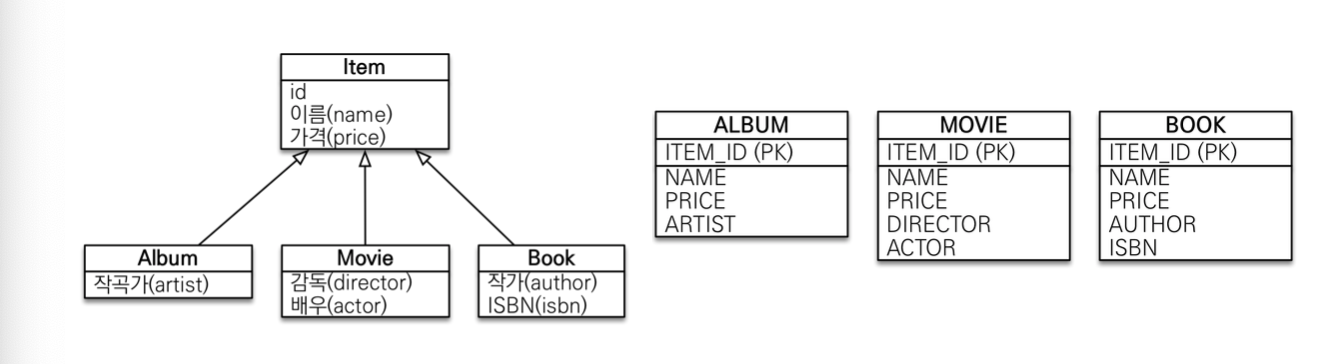 Item
id
이름(name)
가격(price)
Album
작곡가(artist)
Movie
감독(director)
배우(actor)
Book
작가(author)
ISBN(isbn)
ALBUM
ITEM_ID (PK)
NAME
PRICE
ARTIST
MOVIE
ITEM_ID (PK)
NAME
PRICE
DIRECTOR
ACTOR
BOOK
ITEM_ID (PK)
NAME
PRICE
AUTHOR
ISBN